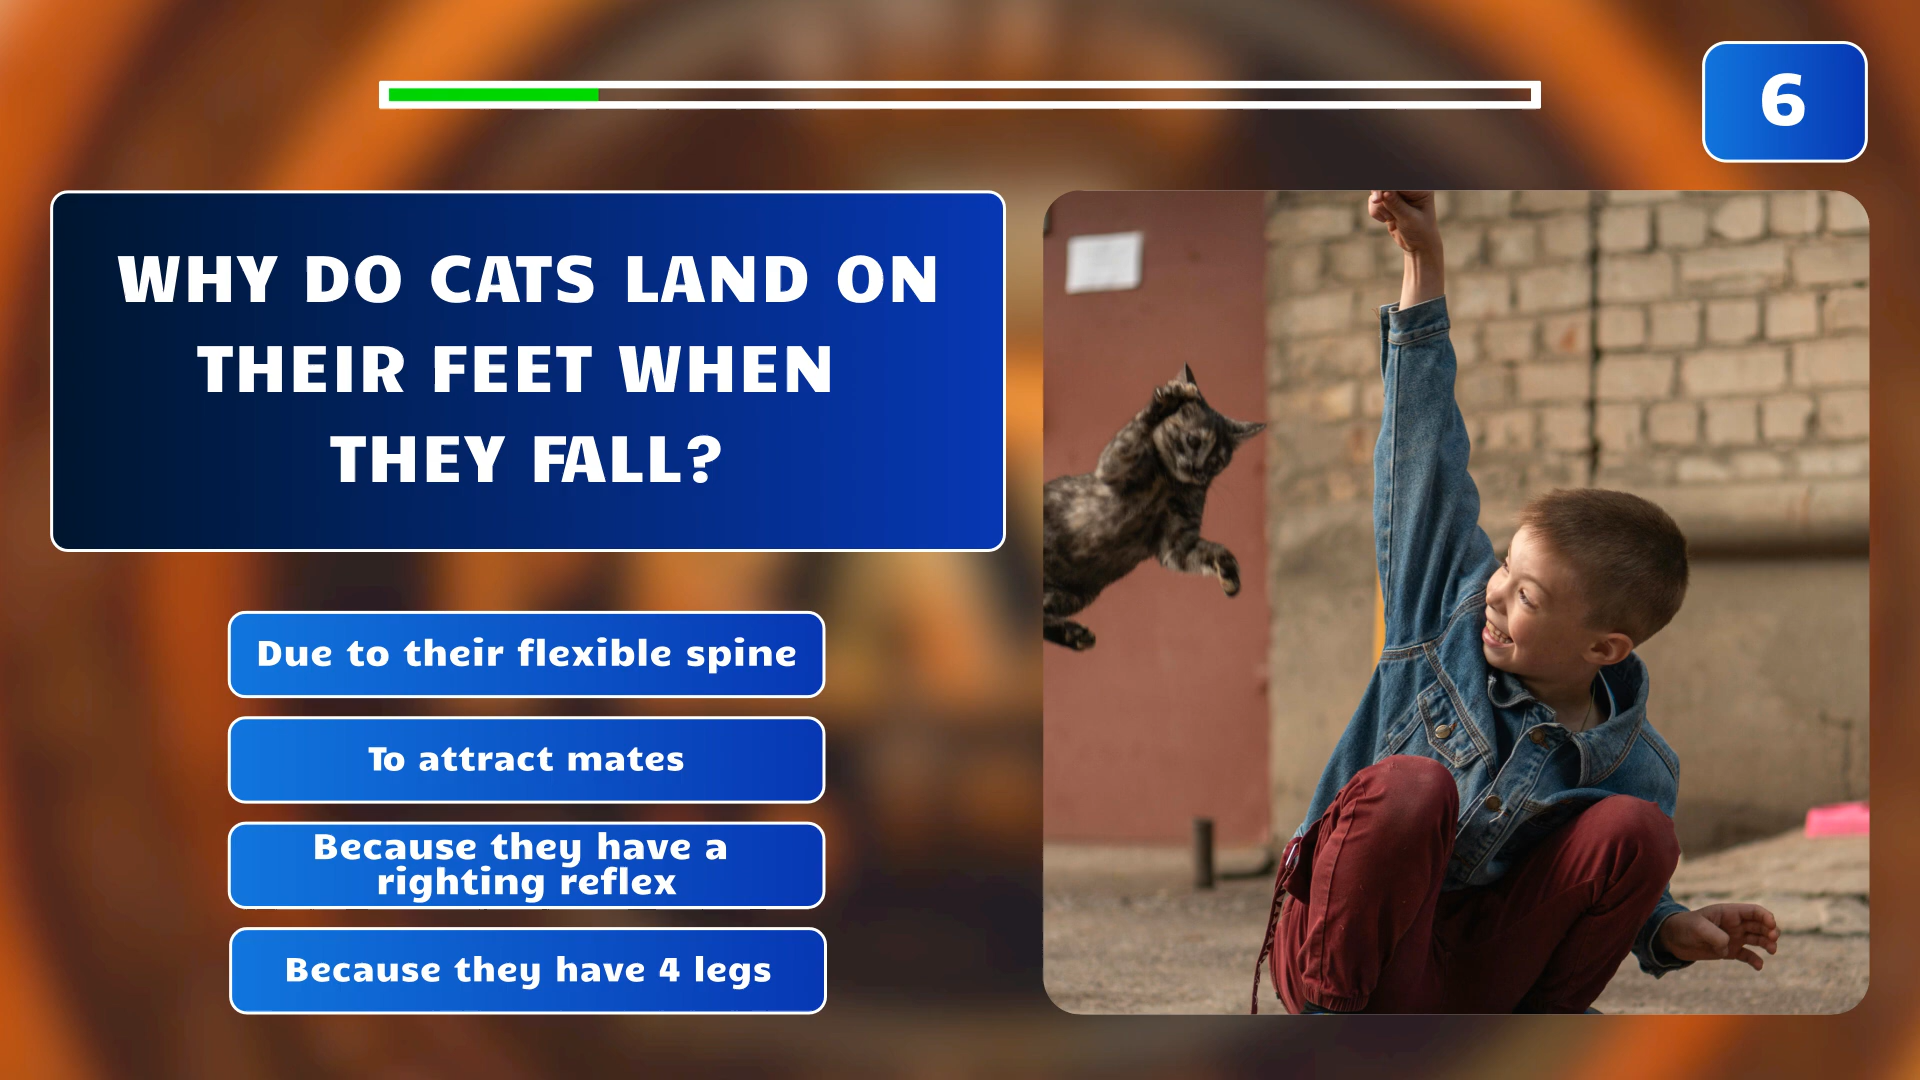 6
WHY DO CATS LAND ON
THEIR FEET WHEN
THEY FALL?
Due to their flexible spine
To attract mates
Because they have a
righting reflex
Because they have 4 legs